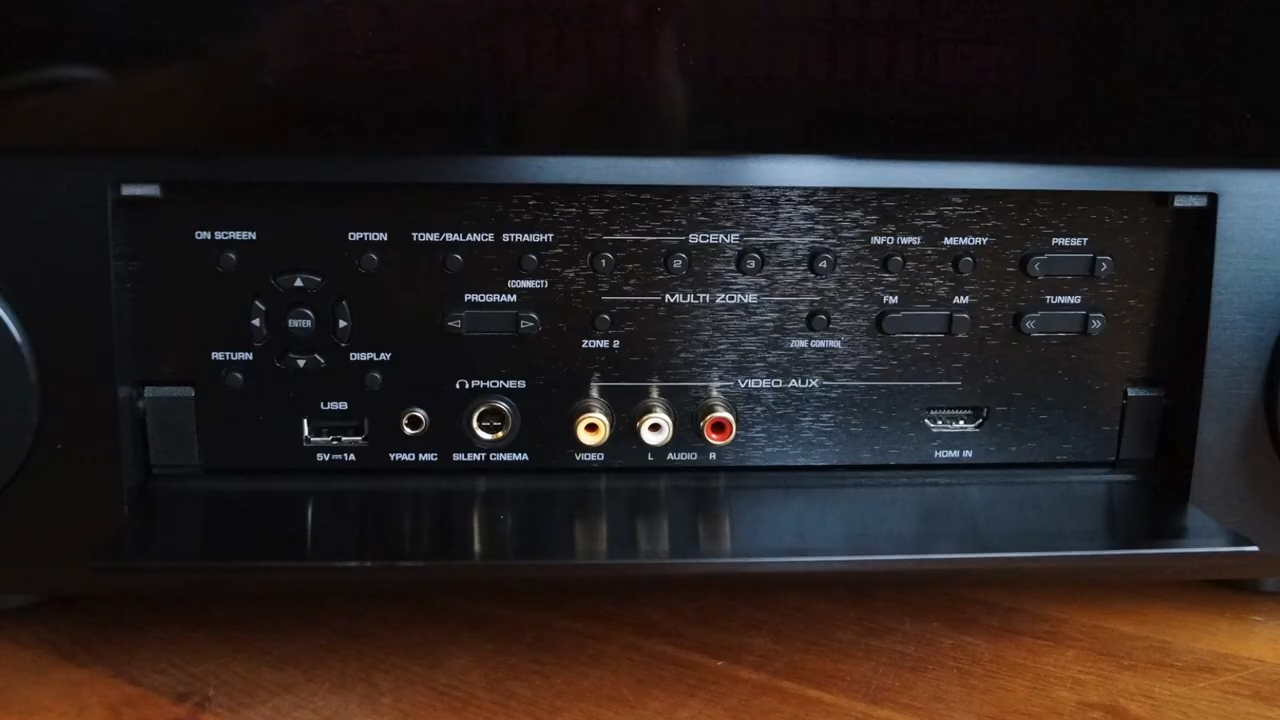 ON SCREEN OPTION TONE/BALANCE STRAIGHT SCENE INFO (WPS) MEMORY PRESET
1 2 3 4
(CONNECT)
PROGRAM MULTI ZONE FM AM TUNING
ENTER
ZONE 2 ZONE CONTROL
RETURN DISPLAY
PHONES VIDEO AUX
USB
5V 1A YPAO MIC SILENT CINEMA VIDEO L AUDIO R HDMI IN